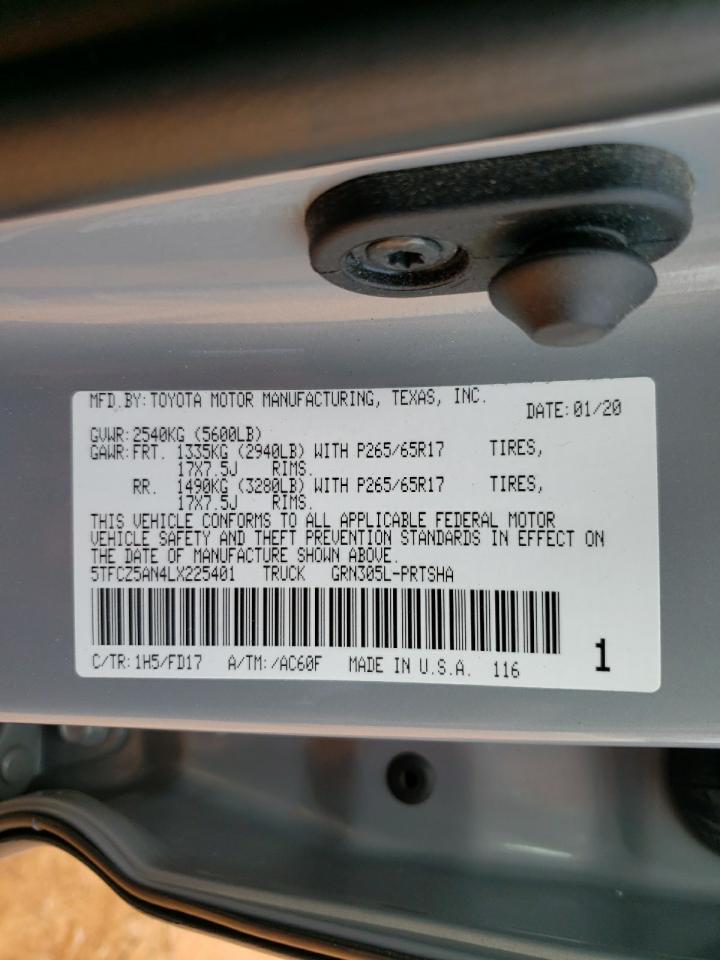 MFD.BY:TOYOTA MOTOR MANUFACTURING, TEXAS, INC.
DATE:01/20
GVWR:2540KG (5600LB)
GAWR:FRT. 1335KG (2940LB) WITH P265/65R17 TIRES,
17X7.5J RIMS.
RR. 1490KG (3280LB) WITH P265/65R17 TIRES,
17X7.5J RIMS.
THIS VEHICLE CONFORMS TO ALL APPLICABLE FEDERAL MOTOR
VEHICLE SAFETY AND THEFT PREVENTION STANDARDS IN EFFECT ON
THE DATE OF MANUFACTURE SHOWN ABOVE.
5TFCZ5AN4LX225401 TRUCK GRN305L-PRTSHA
C/TR:1H5/FD17 A/TM:/AC60F MADE IN U.S.A. 116 1